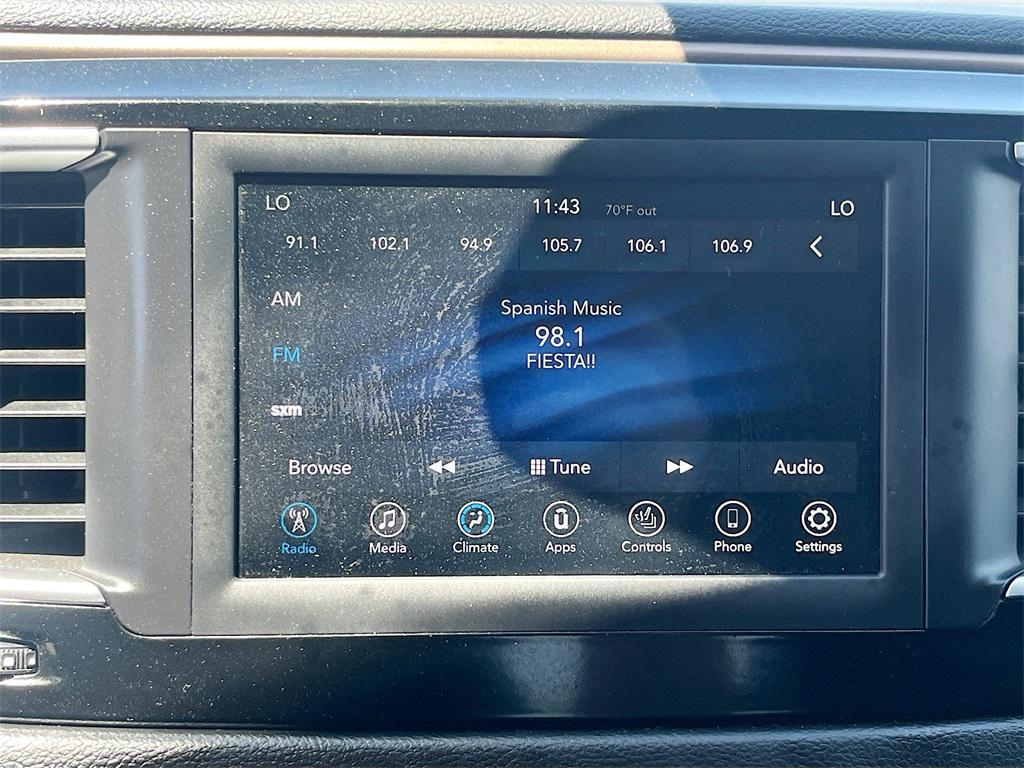 LO 11:43 70°F out LO
91.1 102.1 94.9 105.7 106.1 106.9
AM
Spanish Music
98.1
FM
FIESTA!!
sxm
Browse Tune Audio
Radio Media Climate Apps Controls Phone Settings